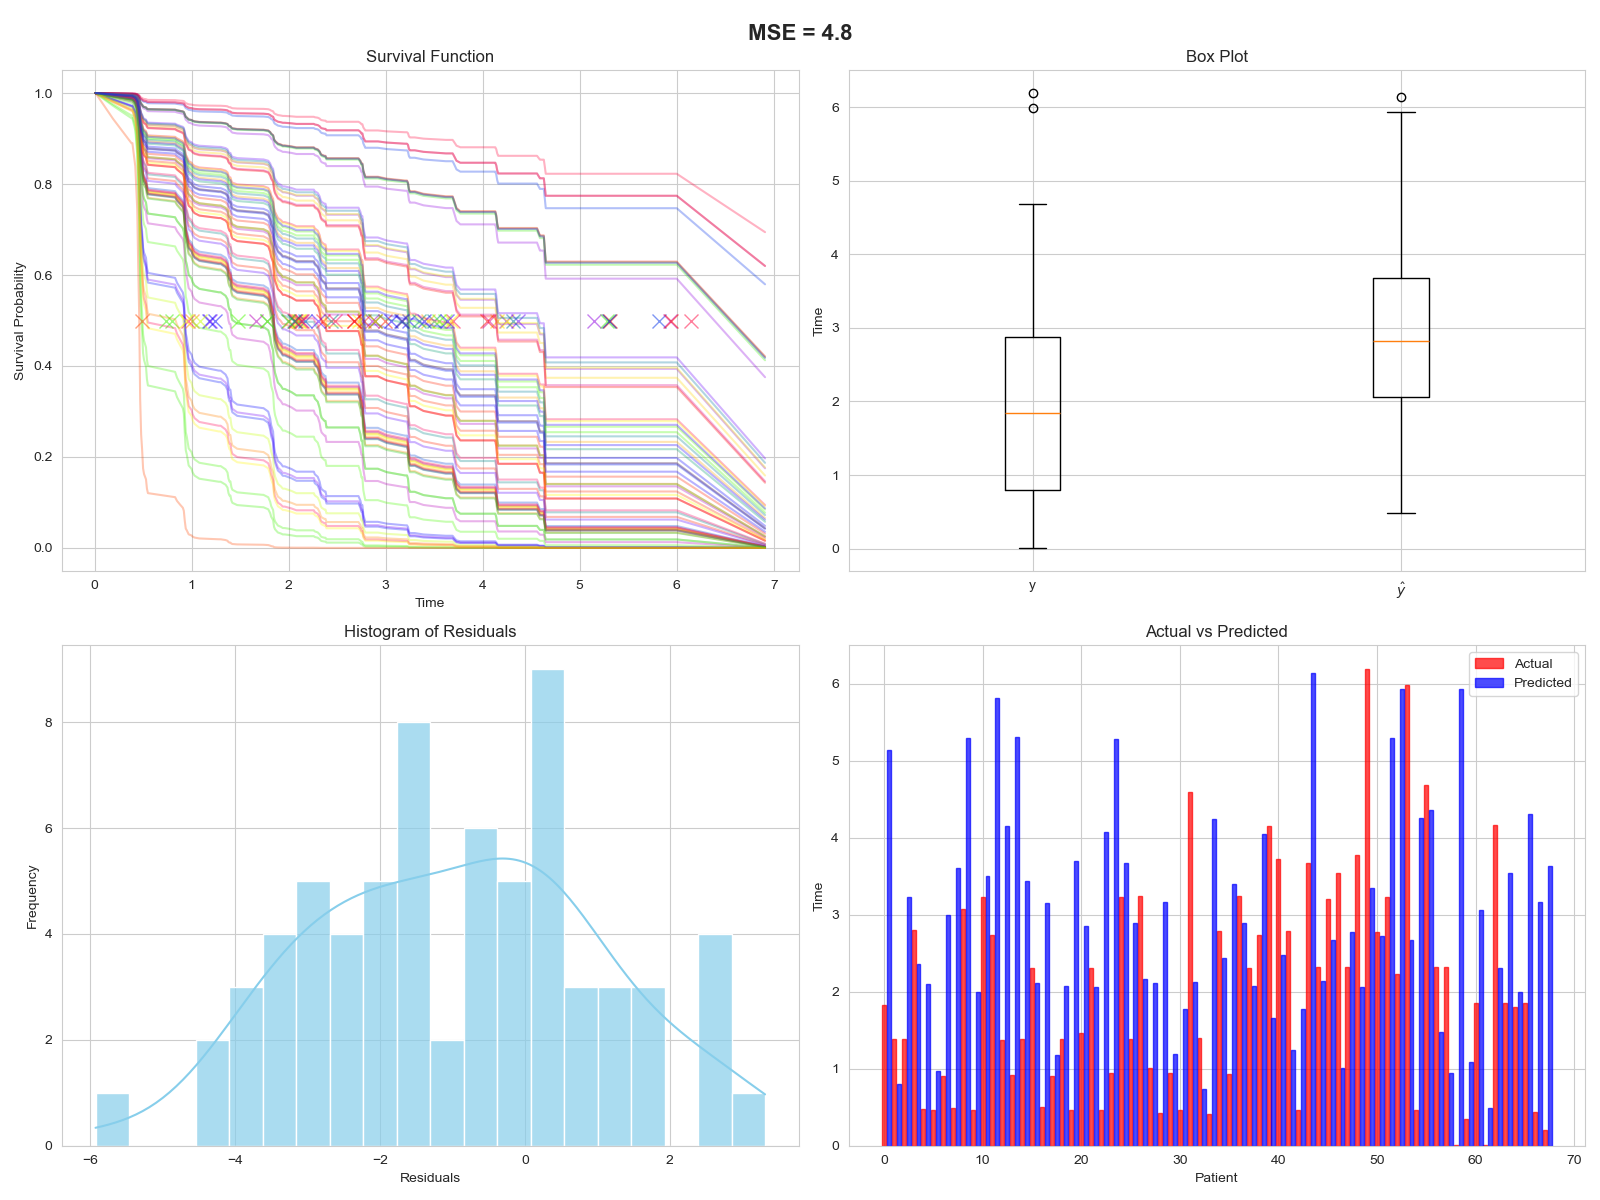 MSE = 4.8
Survival Function
Survival Probability
1.0
0.8
0.6
0.4
0.2
0.0
0 1 2 3 4 5 6 7
Time
Box Plot
Time
6
5
4
3
2
1
0
y ŷ
Histogram of Residuals
Frequency
8
6
4
2
0
−6 −4 −2 0 2
Residuals
Actual vs Predicted
Actual
Predicted
Time
6
5
4
3
2
1
0
0 10 20 30 40 50 60 70
Patient